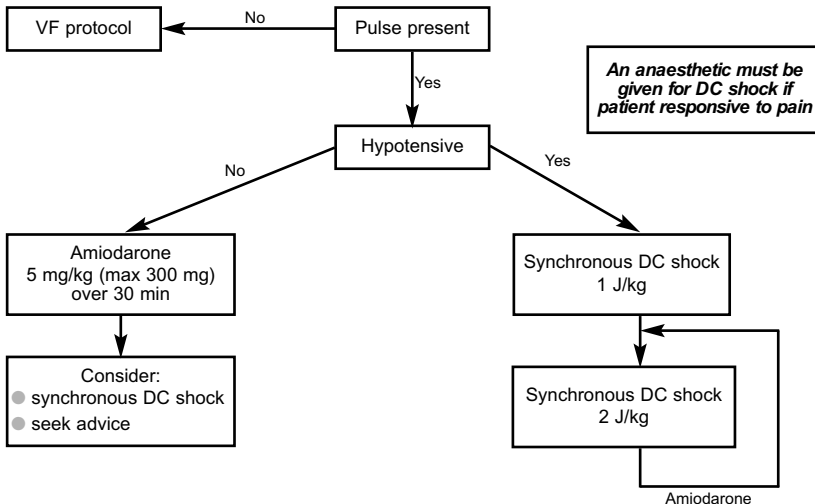 VF protocol
No
Pulse present
Yes
An anaesthetic must be
given for DC shock if
patient responsive to pain
Hypotensive
No
Yes
Amiodarone
5 mg/kg (max 300 mg)
over 30 min
Synchronous DC shock
1 J/kg
Consider:
synchronous DC shock
seek advice
Synchronous DC shock
2 J/kg
Amiodarone